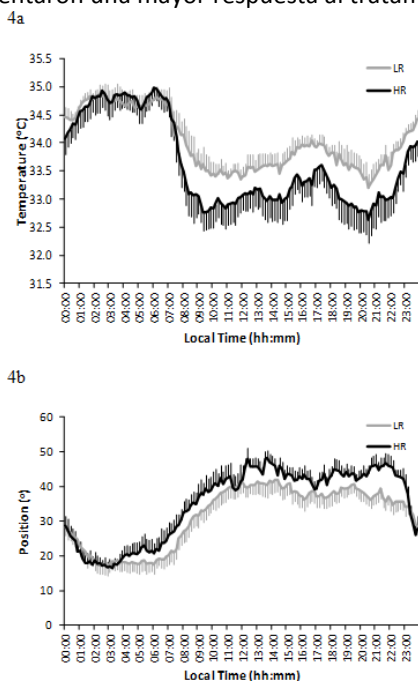 una mayor respuesta al
4a
35.5
LR
35.0
HR
34.5
34.0
33.5
33.0
32.5
32.0
31.5
Temperature (ºC)
00:00 01:00 02:00 03:00 04:00 05:00 06:00 07:00 08:00 09:00 10:00 11:00 12:00 13:00 14:00 15:00 16:00 17:00 18:00 19:00 20:00 21:00 22:00 23:00
Local Time (hh:mm)
4b
60
LR
50
HR
40
30
20
10
0
Position (º)
00:00 01:00 02:00 03:00 04:00 05:00 06:00 07:00 08:00 09:00 10:00 11:00 12:00 13:00 14:00 15:00 16:00 17:00 18:00 19:00 20:00 21:00 22:00 23:00
Local Time (hh:mm)